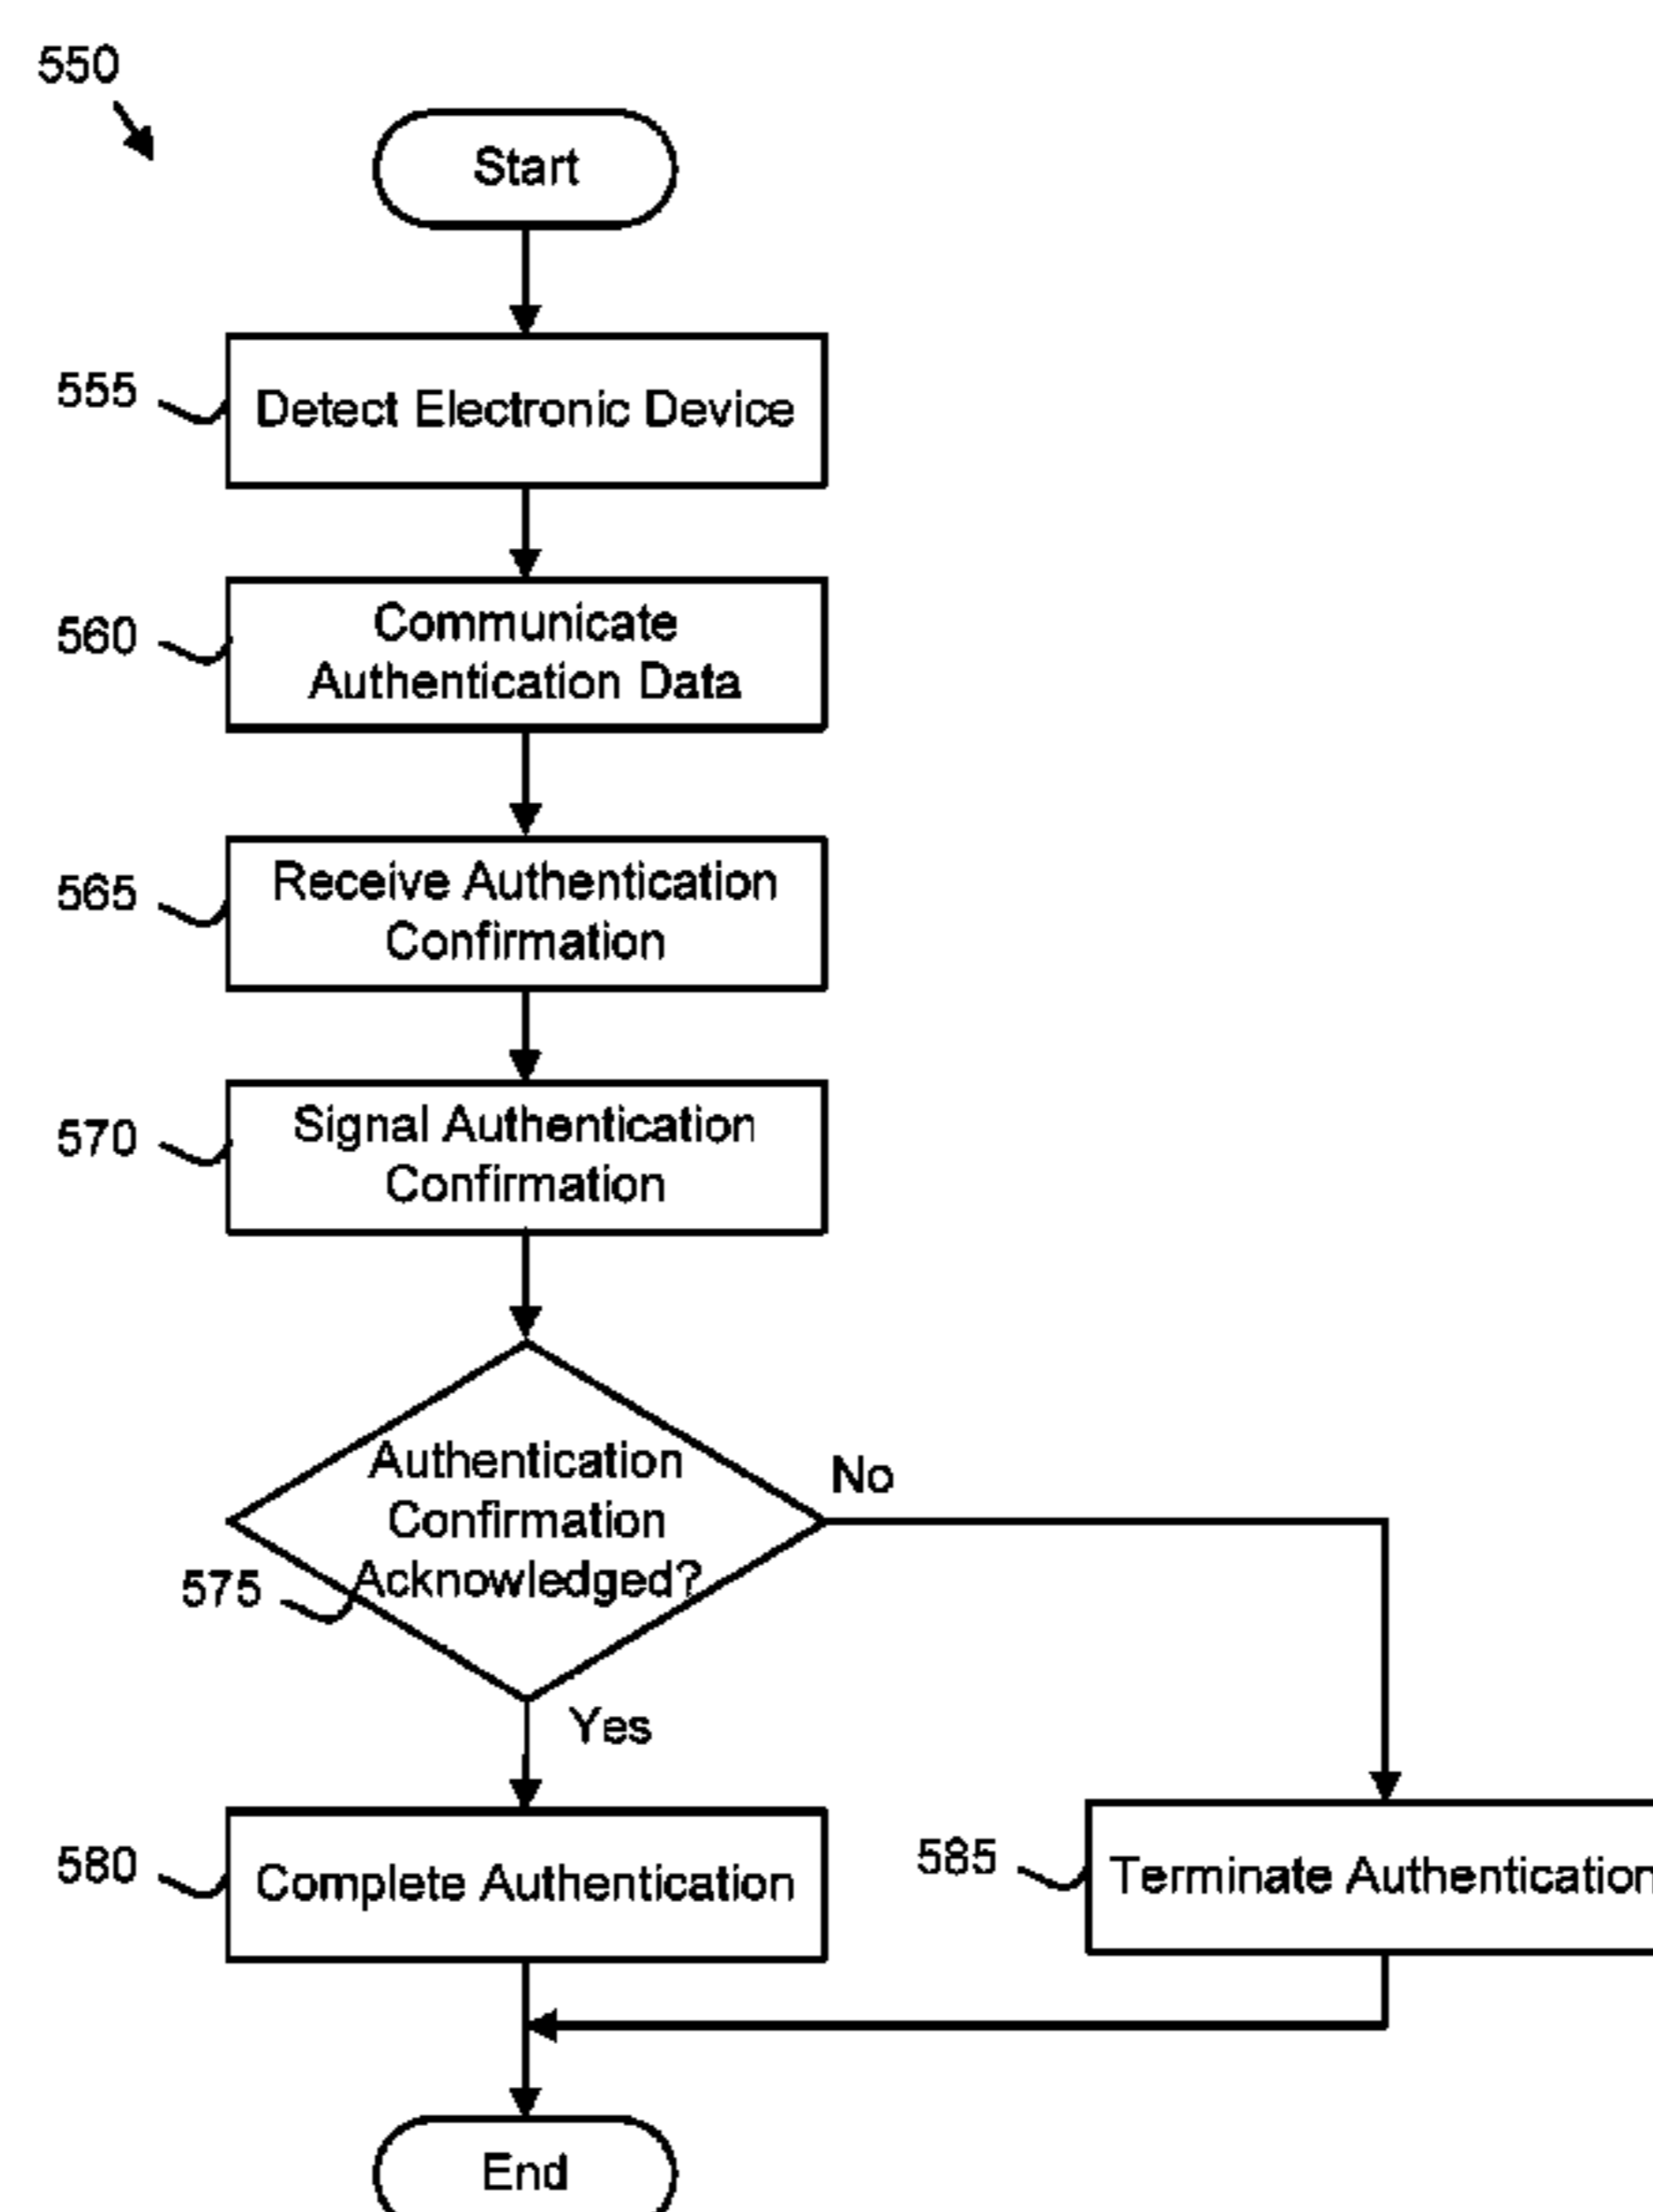 550
Start
555
Detect Electronic Device
560
Communicate
Authentication Data
565
Receive Authentication
Confirmation
570
Signal Authentication
Confirmation
Authentication
Confirmation
Acknowledged?
575
No
Yes
580
Complete Authentication
585
Terminate Authentication
End